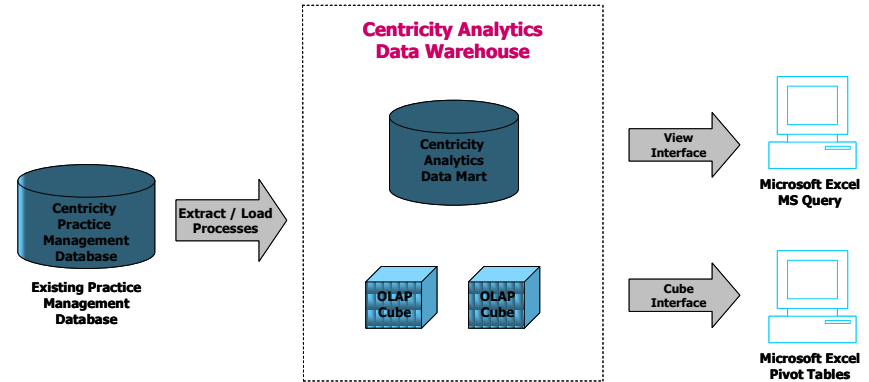 Centricity Analytics
Data Warehouse
Centricity
Analytics
Data Mart
View
Interface
Microsoft Excel
MS Query
Centricity
Practice
Management
Database
Extract / Load
Processes
Existing Practice
Management
Database
OLAP
Cube
OLAP
Cube
Cube
Interface
Microsoft Excel
Pivot Tables